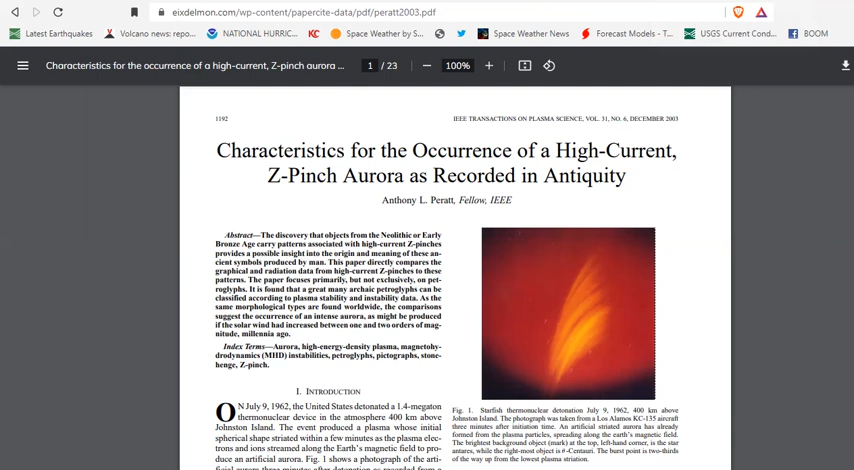 eixdelmon.com/wp-content/papercite-data/pdf/peratt2003.pdf
Latest Earthquakes Volcano news: repo... NATIONAL HURRIC... KC Space Weather by S... Space Weather News Forecast Models - T... USGS Current Cond... BOOM
Characteristics for the occurrence of a high-current, Z-pinch aurora ... 1 / 23 100%
1192 IEEE TRANSACTIONS ON PLASMA SCIENCE, VOL. 31, NO. 6, DECEMBER 2003
Characteristics for the Occurrence of a High-Current,
Z-Pinch Aurora as Recorded in Antiquity
Anthony L. Peratt, Fellow, IEEE
Abstract—The discovery that objects from the Neolithic or Early
Bronze Age carry patterns associated with high-current Z-pinches
provides a possible insight into the origin and meaning of these an-
cient symbols produced by man. This paper directly compares the
graphical and radiation data from high-current Z-pinches to these
patterns. The paper focuses primarily, but not exclusively, on pet-
roglyphs. It is found that a great many archaic petroglyphs can be
classified according to plasma stability and instability data. As the
same morphological types are found worldwide, the comparisons
suggest the occurrence of an intense aurora, as might be produced
if the solar wind had increased between one and two orders of mag-
nitude, millennia ago.
Index Terms—Aurora, high-energy-density plasma, magnetohy-
drodynamics (MHD) instabilities, petroglyphs, pictographs, stone-
henge, Z-pinch.
I. INTRODUCTION
ON July 9, 1962, the United States detonated a 1.4-megaton
thermonuclear device in the atmosphere 400 km above
Johnston Island. The event produced a plasma whose initial
spherical shape striated within a few minutes as the plasma elec-
trons and ions streamed along the Earth's magnetic field to pro-
duce an artificial aurora. Fig. 1 shows a photograph of the arti-
ficial aurora three minutes after detonation as recorded from a
Fig. 1. Starfish thermonuclear detonation July 9, 1962, 400 km above
Johnston Island. The photograph was taken from a Los Alamos KC-135 aircraft
three minutes after initiation time. An artificial striated aurora has already
formed from the plasma particles, spreading along the earth's magnetic field.
The brightest background object (mark) at the top, left-hand corner, is the star
antares, while the right-most object is θ-Centauri. The burst point is two-thirds
of the way up from the lowest plasma striation.